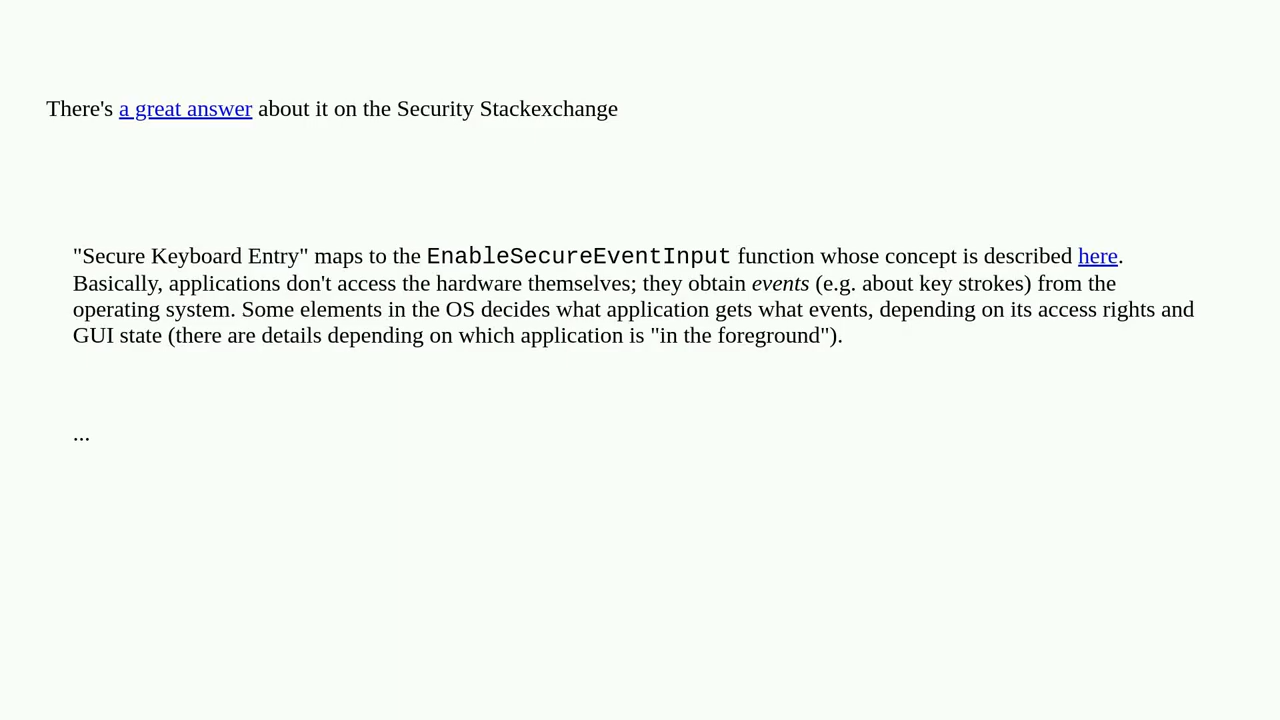 There's a great answer about it on the Security Stackexchange
"Secure Keyboard Entry" maps to the EnableSecureEventInput function whose concept is described here.
Basically, applications don't access the hardware themselves; they obtain events (e.g. about key strokes) from the
operating system. Some elements in the OS decides what application gets what events, depending on its access rights and
GUI state (there are details depending on which application is "in the foreground").
...